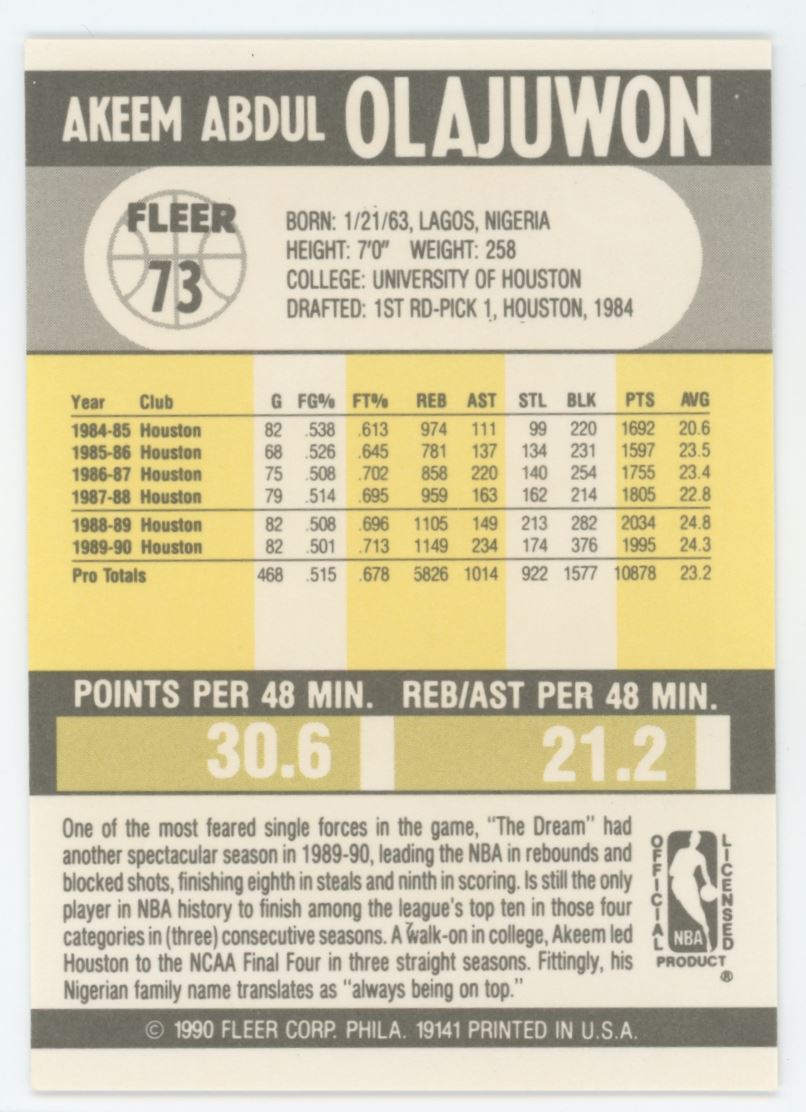 AKEEM ABDUL OLAJUWON
FLEER
73
BORN: 1/21/63, LAGOS, NIGERIA
HEIGHT: 7'0" WEIGHT: 258
COLLEGE: UNIVERSITY OF HOUSTON
DRAFTED: 1ST RD-PICK 1, HOUSTON, 1984
Year Club G FG% FT% REB AST STL BLK PTS AVG
1984-85 Houston 82 .538 .613 974 111 99 220 1692 20.6
1985-86 Houston 68 .526 .645 781 137 134 231 1597 23.5
1986-87 Houston 75 .508 .702 858 220 140 254 1755 23.4
1987-88 Houston 79 .514 .695 959 163 162 214 1805 22.8
1988-89 Houston 82 .508 .696 1105 149 213 282 2034 24.8
1989-90 Houston 82 .501 .713 1149 234 174 376 1995 24.3
Pro Totals 468 .515 .678 5826 1014 922 1577 10878 23.2
POINTS PER 48 MIN. REB/AST PER 48 MIN.
30.6 21.2
One of the most feared single forces in the game, "The Dream" had
another spectacular season in 1989-90, leading the NBA in rebounds and
blocked shots, finishing eighth in steals and ninth in scoring. Is still the only
player in NBA history to finish among the league's top ten in those four
categories in (three) consecutive seasons. A walk-on in college, Akeem led
Houston to the NCAA Final Four in three straight seasons. Fittingly, his
Nigerian family name translates as "always being on top."
OFFICIAL
LICENSED
NBA
PRODUCT
®
© 1990 FLEER CORP. PHILA. 19141 PRINTED IN U.S.A.